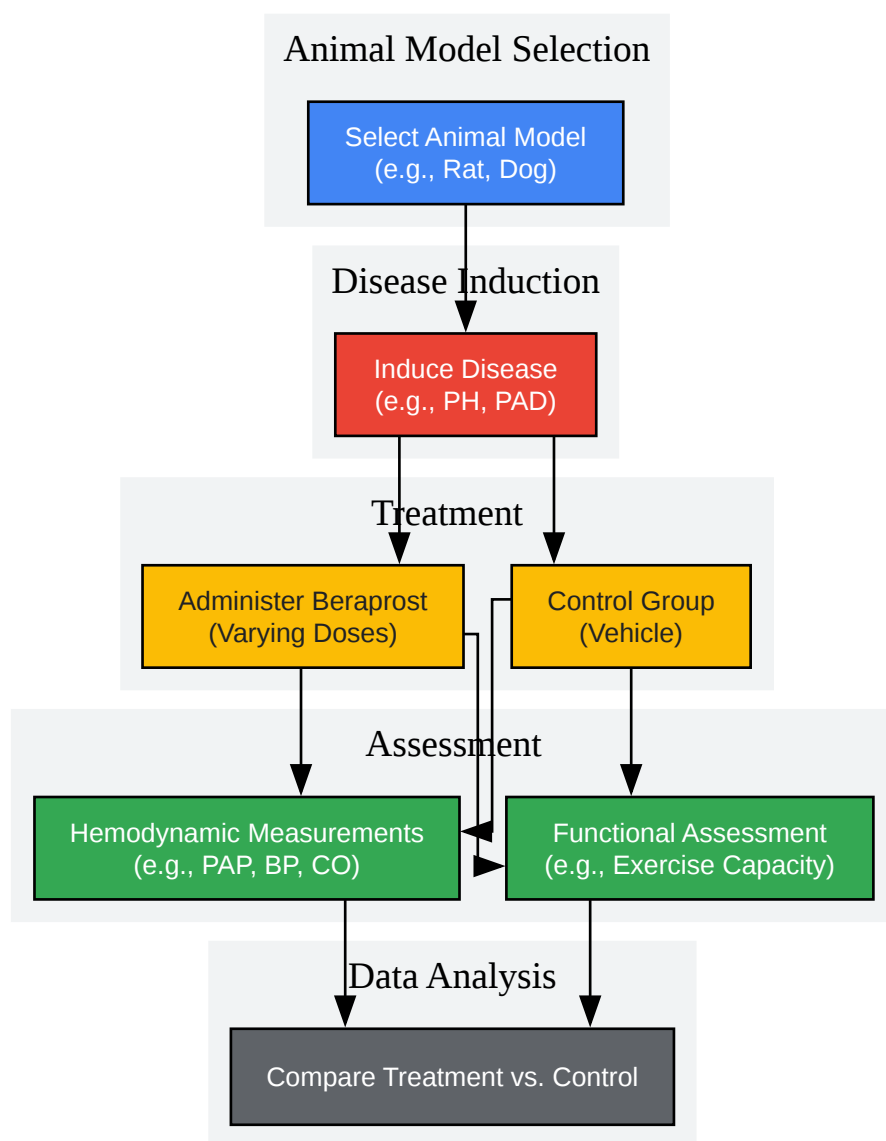 Animal Model Selection
Select Animal Model
(e.g., Rat, Dog)
Disease Induction
Induce Disease
(e.g., PH, PAD)
Treatment
Administer Beraprost
(Varying Doses)
Control Group
(Vehicle)
Assessment
Hemodynamic Measurements
(e.g., PAP, BP, CO)
Functional Assessment
(e.g., Exercise Capacity)
Data Analysis
Compare Treatment vs. Control